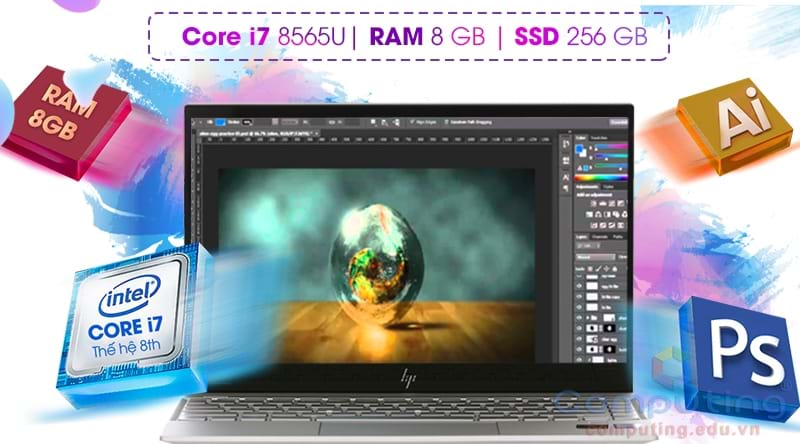 Core i7 8565U | RAM 8 GB | SSD 256 GB
RAM
8GB
Ai
intel
CORE i7
Thế hệ 8th
hp
Ps
Computing
computing.edu.vn